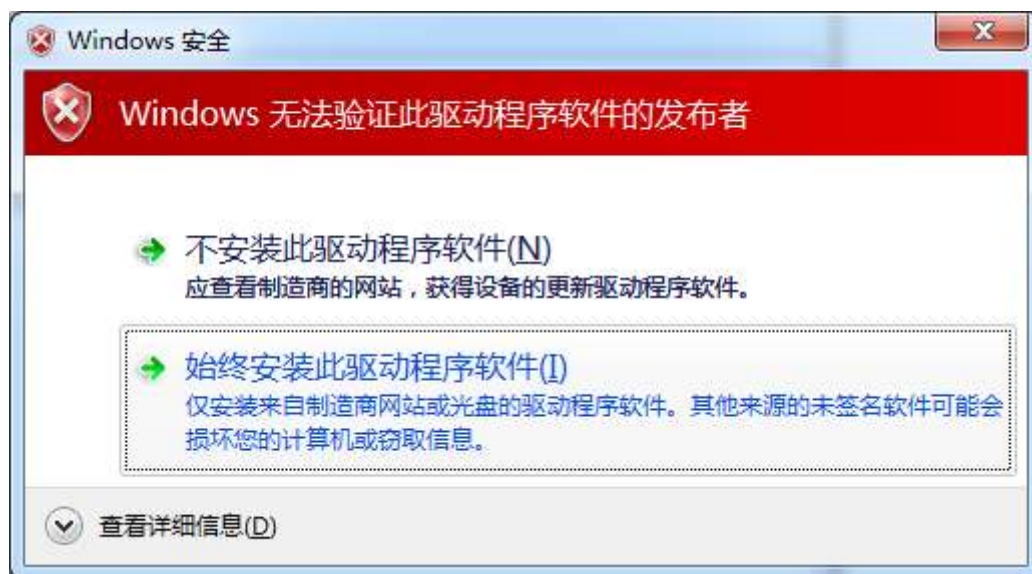 Windows 安全
Windows 无法验证此驱动程序软件的发布者
不安装此驱动程序软件(N)
应查看制造商的网站，获得设备的更新驱动程序软件。
始终安装此驱动程序软件(I)
仅安装来自制造商网站或光盘的驱动程序软件。其他来源的未签名软件可能会
损坏您的计算机或窃取信息。
查看详细信息(D)